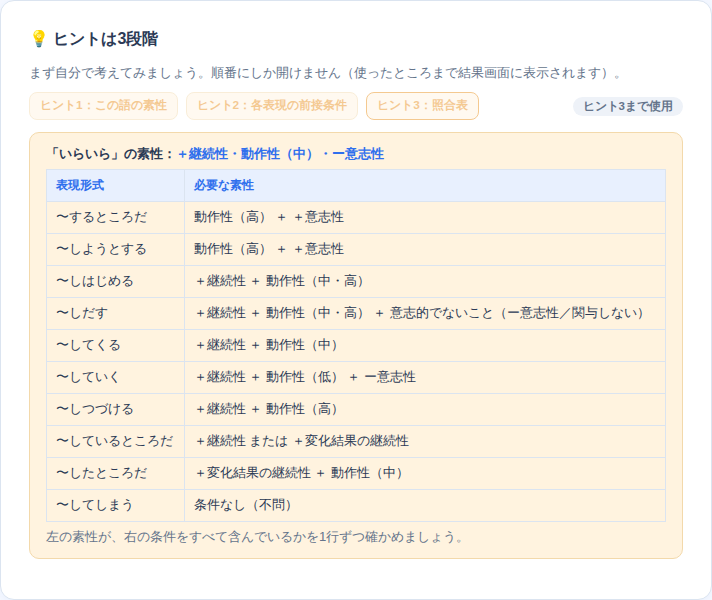 💡 ヒントは3段階
まず自分で考えてみましょう。順番にしか開けません（使ったところまで結果画面に表示されます）。
ヒント1：この語の素性 ヒント2：各表現の前接条件 ヒント3：照合表 ヒント3まで使用
「いらいら」の素性：＋継続性・動作性（中）・ー意志性
表現形式 必要な素性
〜するところだ 動作性（高） ＋ ＋意志性
〜しようとする 動作性（高） ＋ ＋意志性
〜しはじめる ＋継続性 ＋ 動作性（中・高）
〜しだす ＋継続性 ＋ 動作性（中・高） ＋ 意志的でないこと（ー意志性／関与しない）
〜してくる ＋継続性 ＋ 動作性（中）
〜していく ＋継続性 ＋ 動作性（低） ＋ ー意志性
〜しつづける ＋継続性 ＋ 動作性（高）
〜しているところだ ＋継続性 または ＋変化結果の継続性
〜したところだ ＋変化結果の継続性 ＋ 動作性（中）
〜してしまう 条件なし（不問）
左の素性が、右の条件をすべて含んでいるかを1行ずつ確かめましょう。